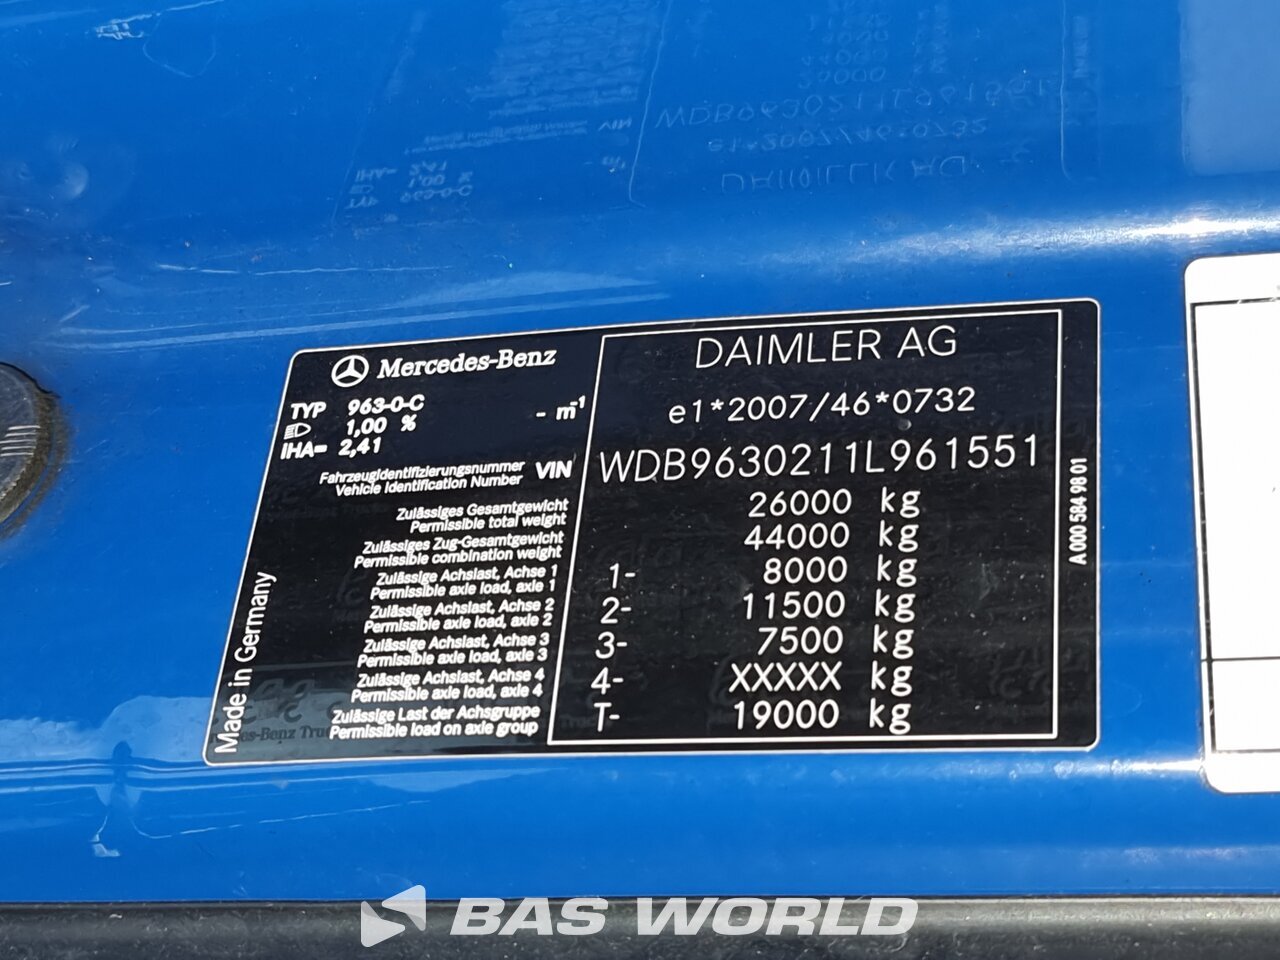 Mercedes-Benz
TYP 963-0-C
1,00 % - m-1
IHA= 2,41
DAIMLER AG
e1*2007/46*0732
Fahrzeugidentifizierungsnummer
Vehicle Identification Number VIN WDB9630211L961551
Zulässiges Gesamtgewicht
Permissible total weight 26000 kg
Zulässiges Zug-Gesamtgewicht
Permissible combination weight 44000 kg
Zulässige Achslast, Achse 1
Permissible axle load, axle 1 1- 8000 kg
Zulässige Achslast, Achse 2
Permissible axle load, axle 2 2- 11500 kg
Zulässige Achslast, Achse 3
Permissible axle load, axle 3 3- 7500 kg
Zulässige Achslast, Achse 4
Permissible axle load, axle 4 4- XXXXX kg
Zulässige Last der Achsgruppe
Permissible load on axle group T- 19000 kg
Made in Germany
A 000 584 98 01
BAS WORLD